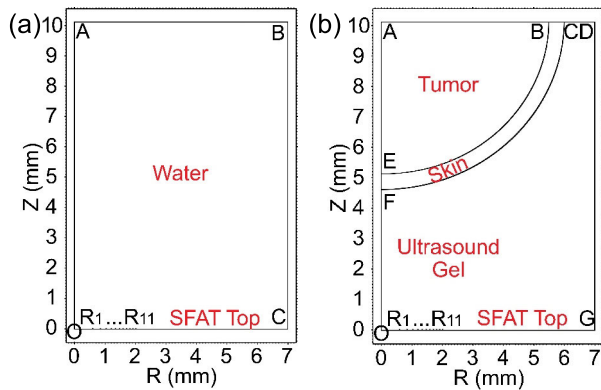 (a)
10
9
8
7
6
5
4
3
2
1
0
Z (mm)
A
B
Water
R1...R11 SFAT Top C
O
0 1 2 3 4 5 6 7
R (mm)
(b)
10
9
8
7
6
5
4
3
2
1
0
Z (mm)
A
B
CD
Tumor
E
Skin
F
Ultrasound
Gel
R1...R11 SFAT Top G
O
0 1 2 3 4 5 6 7
R (mm)